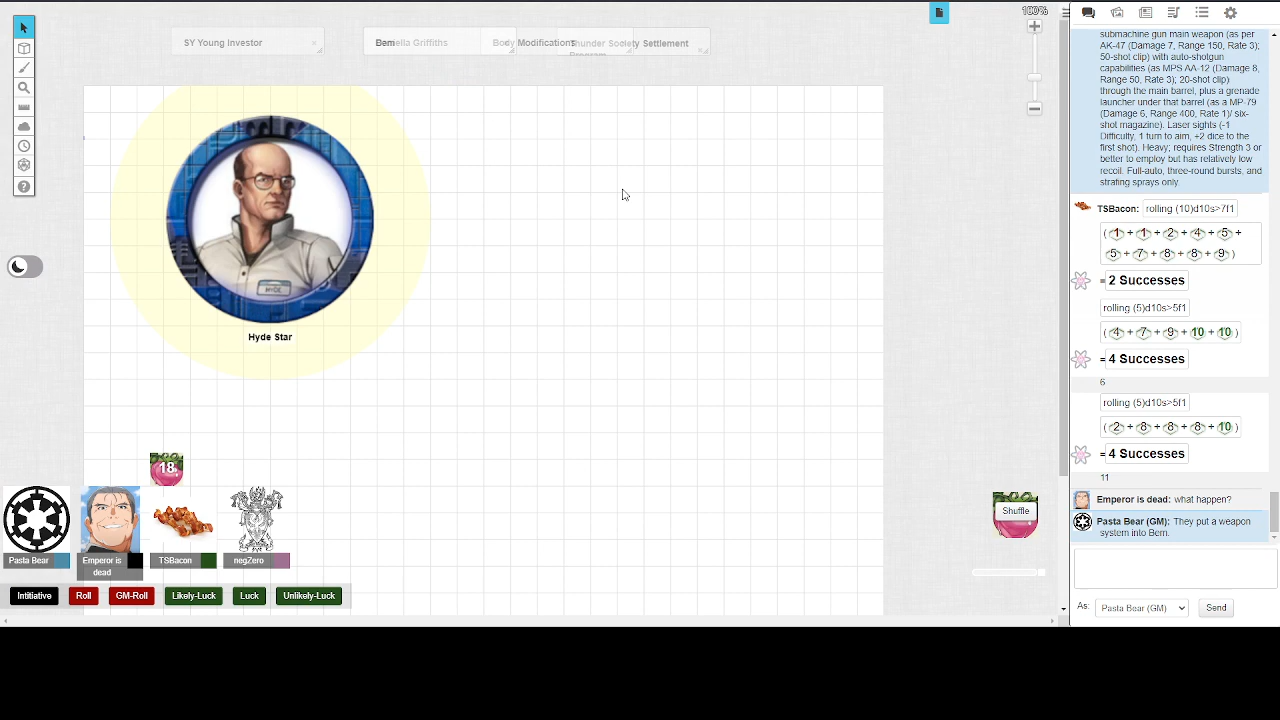 100%
SY Young Investor
Bern
iella Griffiths
Body Modifications
Thunder Society Settlement
Program
HYDE
Hyde Star
18
Pasta Bear
Emperor is
dead
TSBacon
negZero
Intitiative
Roll
GM-Roll
Likely-Luck
Luck
Unlikely-Luck
Shuffle
submachine gun main weapon (as per
AK-47 (Damage 7, Range 150, Rate 3);
50-shot clip) with auto-shotgun
capabilities (as MPS AA-12 (Damage 8,
Range 50, Rate 3); 20-shot clip)
through the main barrel, plus a grenade
launcher under that barrel (as a MP-79
(Damage 6, Range 400, Rate 1)/ six-
shot magazine). Laser sights (-1
Difficulty, 1 turn to aim, +2 dice to the
first shot). Heavy; requires Strength 3 or
better to employ but has relatively low
recoil. Full-auto, three-round bursts, and
strafing sprays only.
TSBacon: rolling (10)d10s>7f1
(1 + 1 + 2 + 4 + 5 +
5 + 7 + 8 + 8 + 9)
= 2 Successes
rolling (5)d10s>5f1
(4 + 7 + 9 + 10 + 10)
= 4 Successes
6
rolling (5)d10s>5f1
(2 + 8 + 8 + 8 + 10)
= 4 Successes
11
Emperor is dead: what happen?
Pasta Bear (GM): They put a weapon
system into Bern.
As: Pasta Bear (GM) Send